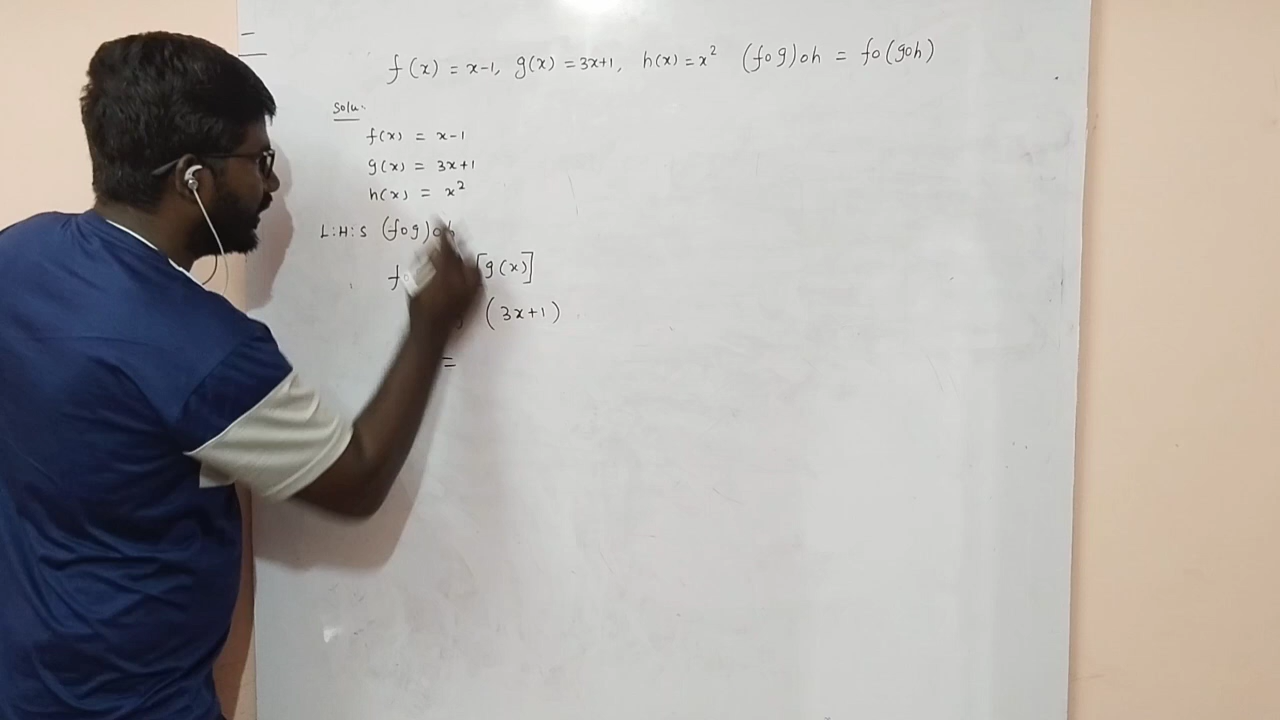 f(x) = x-1, g(x) = 3x+1, h(x) = x² (fog)oh = fo(goh)
Solu:-
f(x) = x-1
g(x) = 3x+1
h(x) = x²
L:H:S (fog)oh
[g(x)]
(3x+1)
=